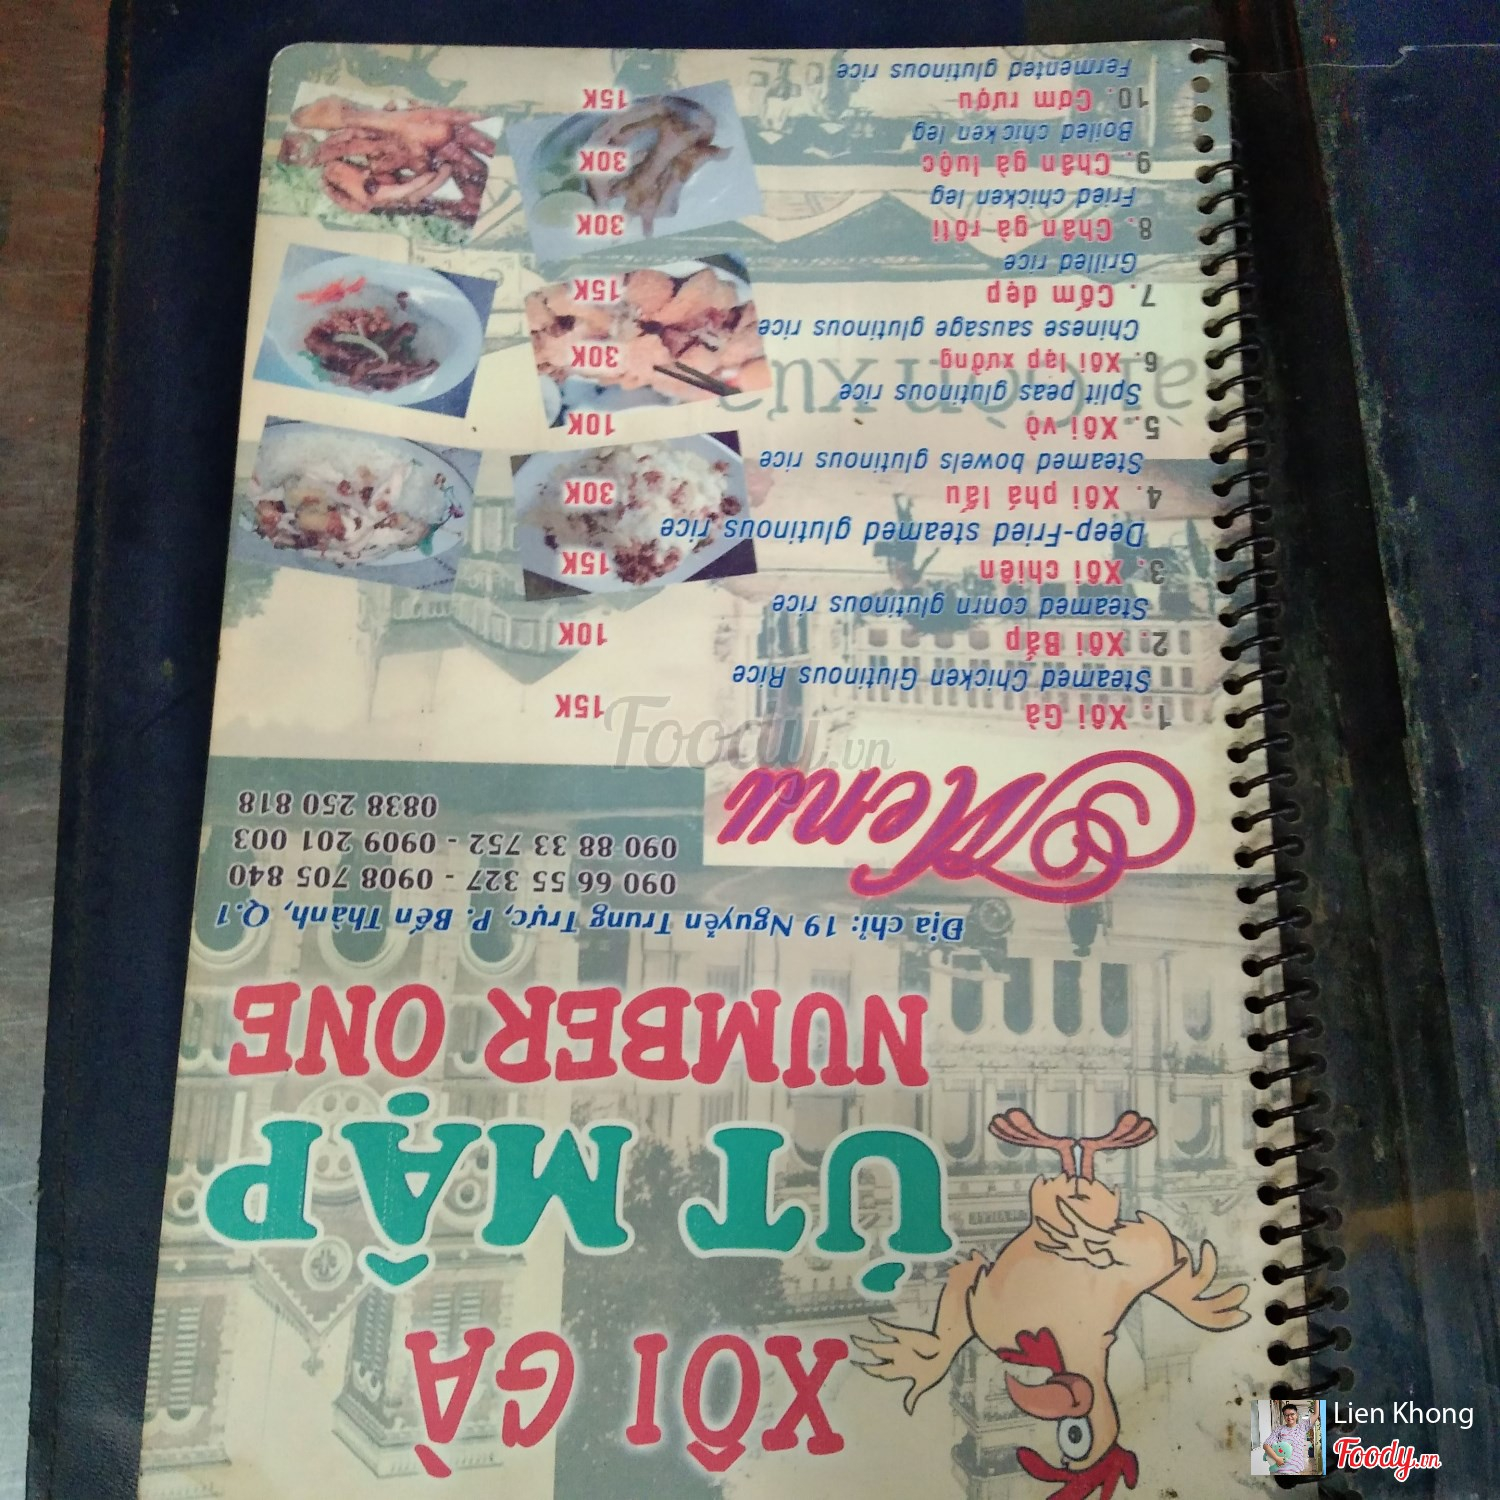 XÔI GÀ
ÚT MẬP
NUMBER ONE
Địa chỉ: 19 Nguyễn Trung Trực, P. Bến Thành, Q.1
090 66 55 327 - 0908 705 840
090 88 33 752 - 0909 201 003
0838 250 818
Menu
1. Xôi Gà 15K
Steamed Chicken Glutinous Rice
2. Xôi Bắp 10K
Steamed conrn glutinous rice
3. Xôi chiên 15K
Deep-Fried steamed glutinous rice
4. Xôi phá lấu 30K
Steamed bowels glutinous rice
5. Xôi vò 10K
Split peas glutinous rice
6. Xôi lạp xưởng 30K
Chinese sausage glutinous rice
7. Cốm dẹp 15K
Grilled rice
8. Chân gà rôti 30K
Fried chicken leg
9. Chân gà luộc 30K
Boiled chicken leg
10. Cơm rượu 15K
Fermented glutinous rice
Foody.vn
Lien Khong
Foody.vn